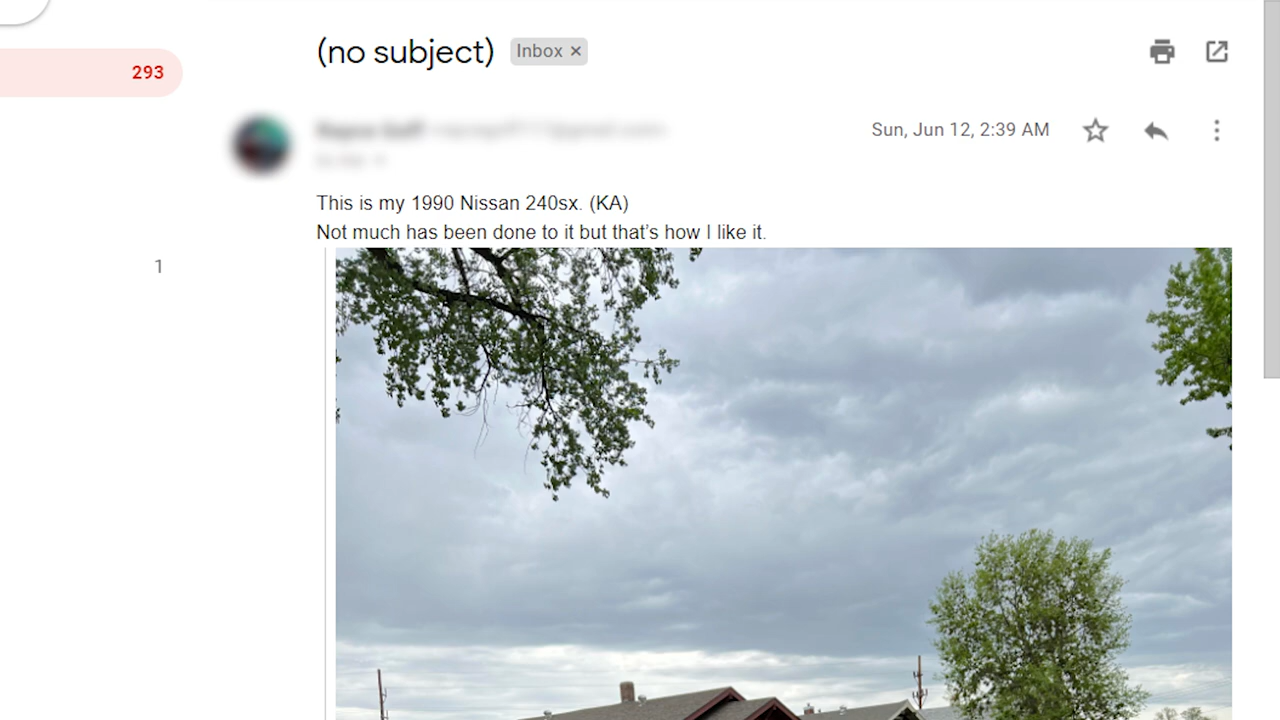 (no subject) Inbox ×
293
Sun, Jun 12, 2:39 AM
This is my 1990 Nissan 240sx. (KA)
Not much has been done to it but that's how I like it.
1